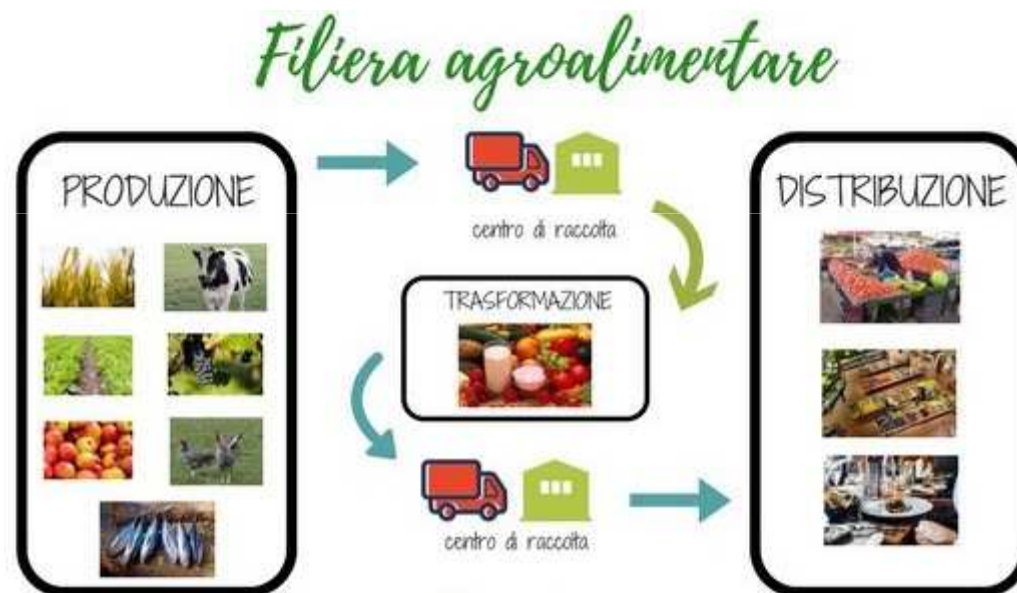 Filiera agroalimentare
PRODUZIONE
centro di raccolta
TRASFORMAZIONE
centro di raccolta
DISTRIBUZIONE